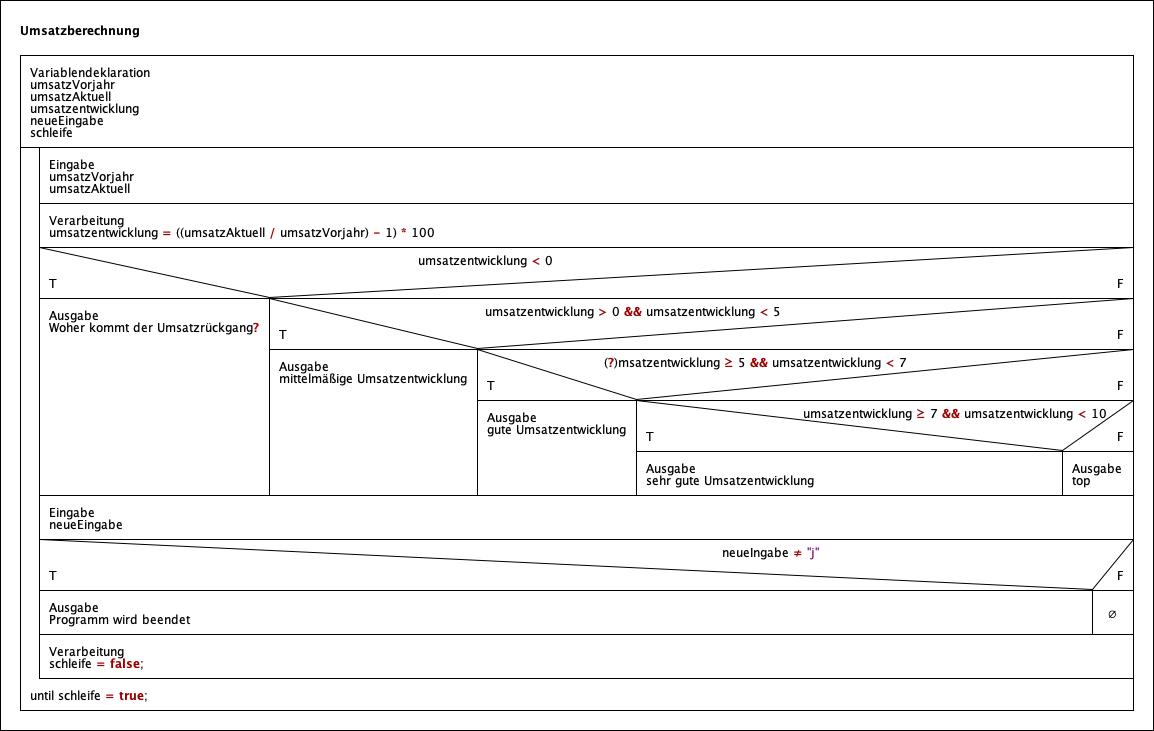 Umsatzberechnung
Variablendeklaration
umsatzVorjahr
umsatzAktuell
umsatzentwicklung
neueEingabe
schleife
Eingabe
umsatzVorjahr
umsatzAktuell
Verarbeitung
umsatzentwicklung = ((umsatzAktuell / umsatzVorjahr) - 1) * 100
umsatzentwicklung < 0
T
F
Ausgabe
Woher kommt der Umsatzrückgang?
umsatzentwicklung > 0 && umsatzentwicklung < 5
T
F
Ausgabe
mittelmäßige Umsatzentwicklung
(?)msatzentwicklung ≥ 5 && umsatzentwicklung < 7
T
F
Ausgabe
gute Umsatzentwicklung
umsatzentwicklung ≥ 7 && umsatzentwicklung < 10
T
F
Ausgabe
sehr gute Umsatzentwicklung
Ausgabe
top
Eingabe
neueEingabe
neueIngabe ≠ "j"
T
F
Ausgabe
Programm wird beendet
∅
Verarbeitung
schleife = false;
until schleife = true;